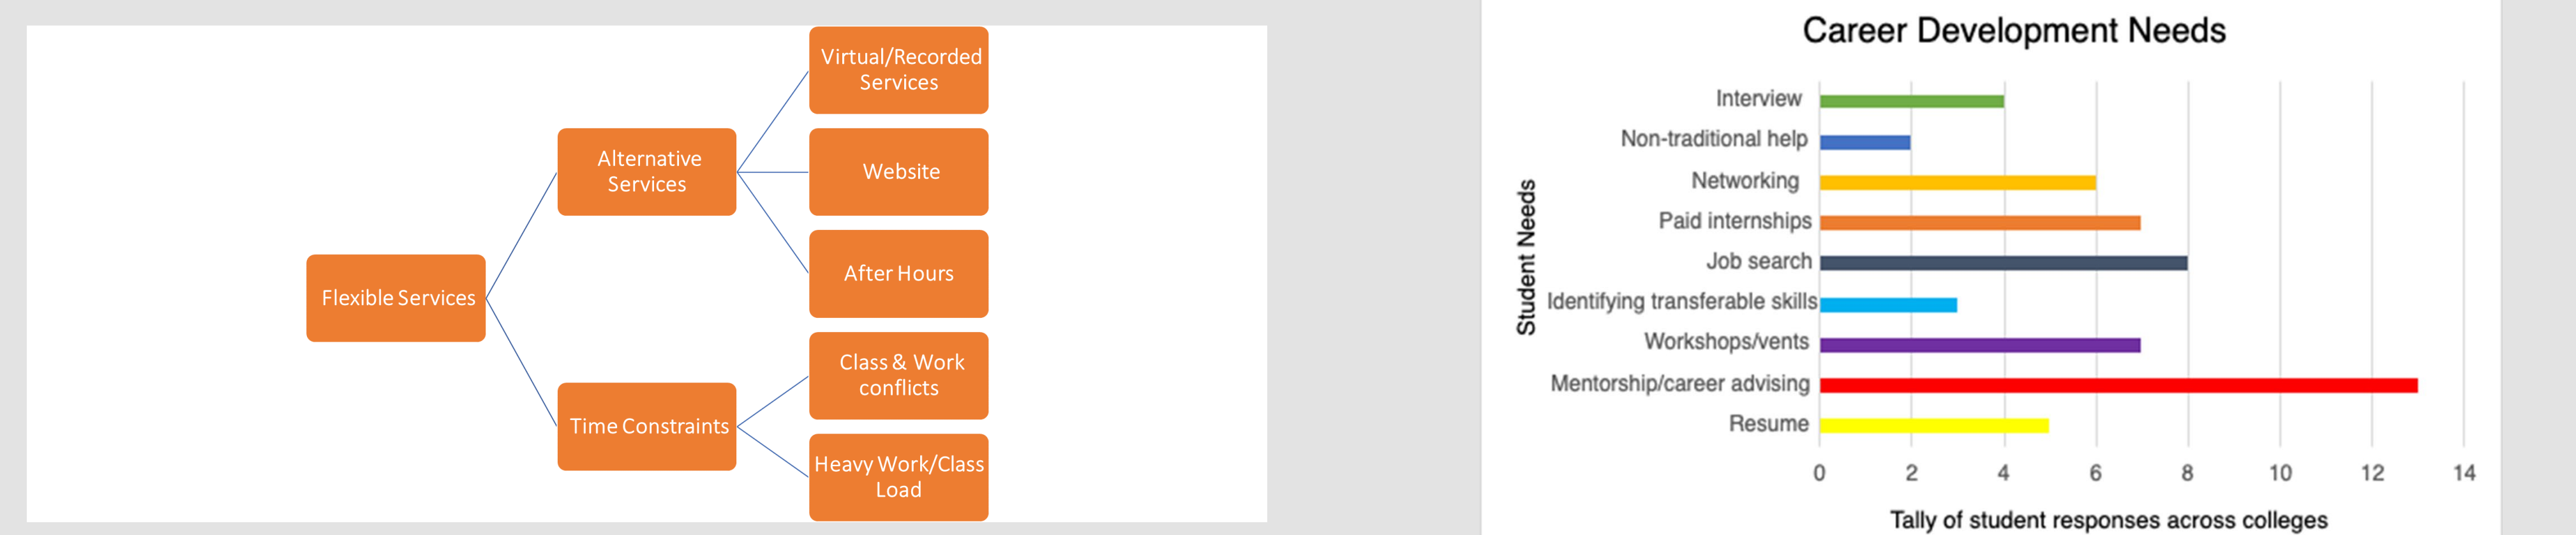 Virtual/Recorded
Services
Alternative
Services
Website
After Hours
Flexible Services
Class & Work
conflicts
Time Constraints
Heavy Work/Class
Load
Career Development Needs
Student Needs
Interview
Non-traditional help
Networking
Paid internships
Job search
Identifying transferable skills
Workshops/vents
Mentorship/career advising
Resume
0 2 4 6 8 10 12 14
Tally of student responses across colleges